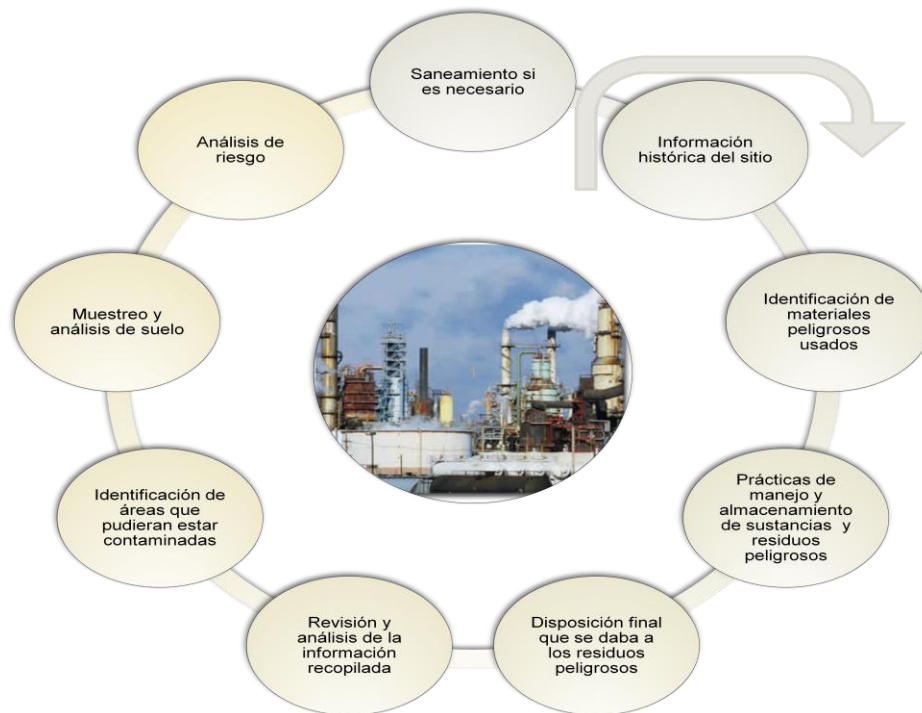 Saneamiento si
es necesario
Información
histórica del sitio
Identificación de
materiales
peligrosos
usados
Prácticas de
manejo y
almacenamiento
de sustancias y
residuos
peligrosos
Disposición final
que se daba a
los residuos
peligrosos
Revisión y
análisis de la
información
recopilada
Identificación de
áreas que
pudieran estar
contaminadas
Muestreo y
análisis de suelo
Análisis de
riesgo